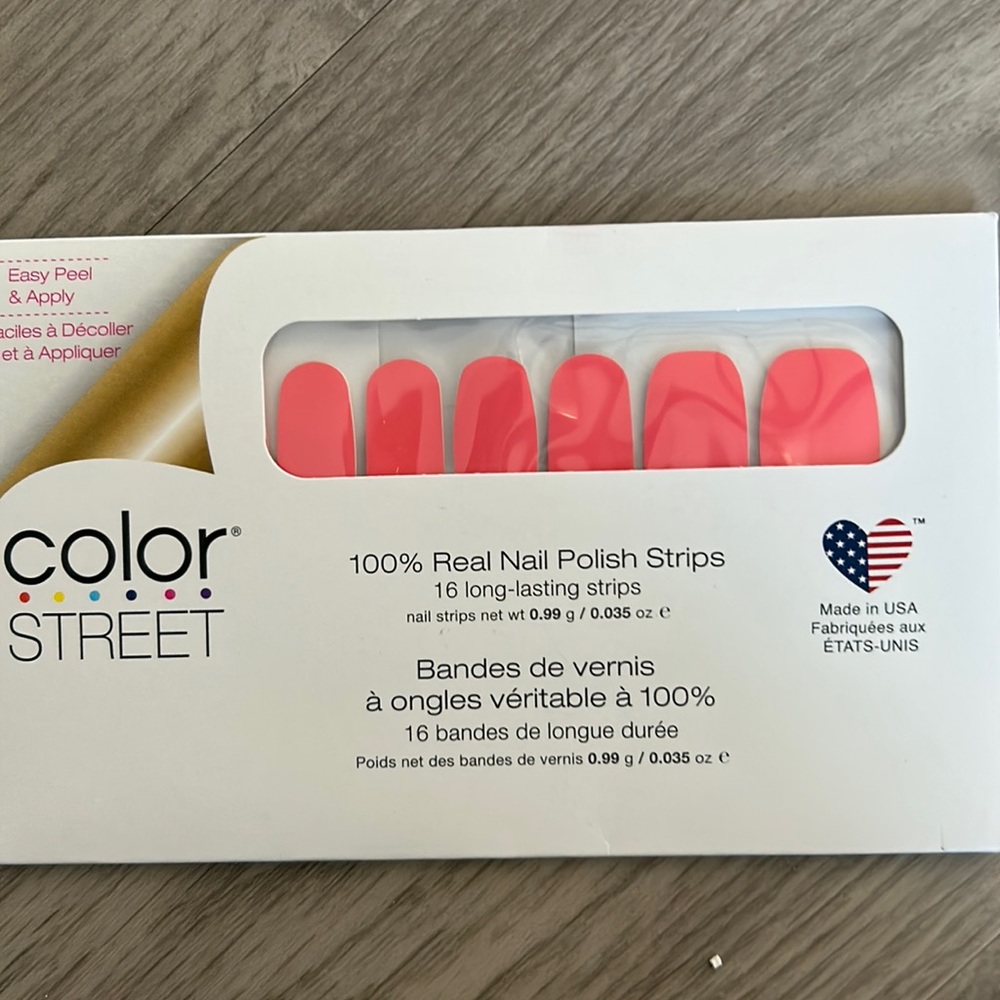 Easy Peel
& Apply
aciles à Décoller
et à Appliquer
color®
STREET
100% Real Nail Polish Strips
16 long-lasting strips
nail strips net wt 0.99 g / 0.035 oz ℮
Bandes de vernis
à ongles véritable à 100%
16 bandes de longue durée
Poids net des bandes de vernis 0.99 g / 0.035 oz ℮
™
Made in USA
Fabriquées aux
ÉTATS-UNIS